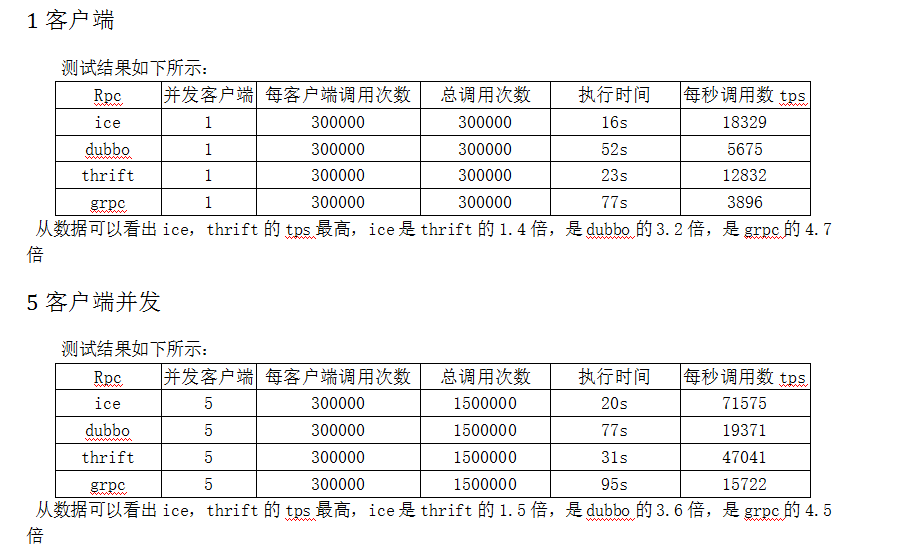 1 客户端
测试结果如下所示：
Rpc 并发客户端 每客户端调用次数 总调用次数 执行时间 每秒调用数 tps
ice 1 300000 300000 16s 18329
dubbo 1 300000 300000 52s 5675
thrift 1 300000 300000 23s 12832
grpc 1 300000 300000 77s 3896
从数据可以看出 ice，thrift 的 tps 最高，ice 是 thrift 的 1.4 倍，是 dubbo 的 3.2 倍，是 grpc 的 4.7
倍
5 客户端并发
测试结果如下所示：
Rpc 并发客户端 每客户端调用次数 总调用次数 执行时间 每秒调用数 tps
ice 5 300000 1500000 20s 71575
dubbo 5 300000 1500000 77s 19371
thrift 5 300000 1500000 31s 47041
grpc 5 300000 1500000 95s 15722
从数据可以看出 ice，thrift 的 tps 最高，ice 是 thrift 的 1.5 倍，是 dubbo 的 3.6 倍，是 grpc 的 4.5
倍